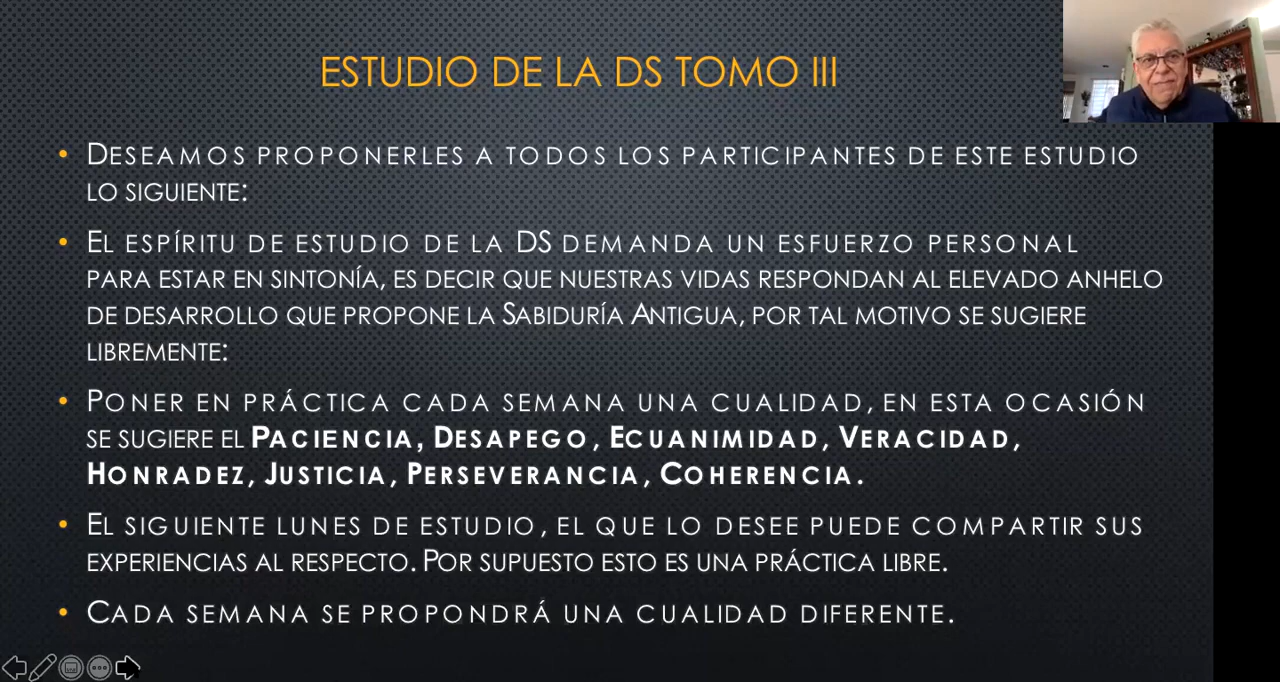 ESTUDIO DE LA DS TOMO III
• DESEAMOS PROPONERLES A TODOS LOS PARTICIPANTES DE ESTE ESTUDIO
LO SIGUIENTE:
• EL ESPÍRITU DE ESTUDIO DE LA DS DEMANDA UN ESFUERZO PERSONAL
PARA ESTAR EN SINTONÍA, ES DECIR QUE NUESTRAS VIDAS RESPONDAN AL ELEVADO ANHELO
DE DESARROLLO QUE PROPONE LA SABIDURÍA ANTIGUA, POR TAL MOTIVO SE SUGIERE
LIBREMENTE:
• PONER EN PRÁCTICA CADA SEMANA UNA CUALIDAD, EN ESTA OCASIÓN
SE SUGIERE EL PACIENCIA, DESAPEGO, ECUANIMIDAD, VERACIDAD,
HONRADEZ, JUSTICIA, PERSEVERANCIA, COHERENCIA.
• EL SIGUIENTE LUNES DE ESTUDIO, EL QUE LO DESEE PUEDE COMPARTIR SUS
EXPERIENCIAS AL RESPECTO. POR SUPUESTO ESTO ES UNA PRÁCTICA LIBRE.
• CADA SEMANA SE PROPONDRÁ UNA CUALIDAD DIFERENTE.